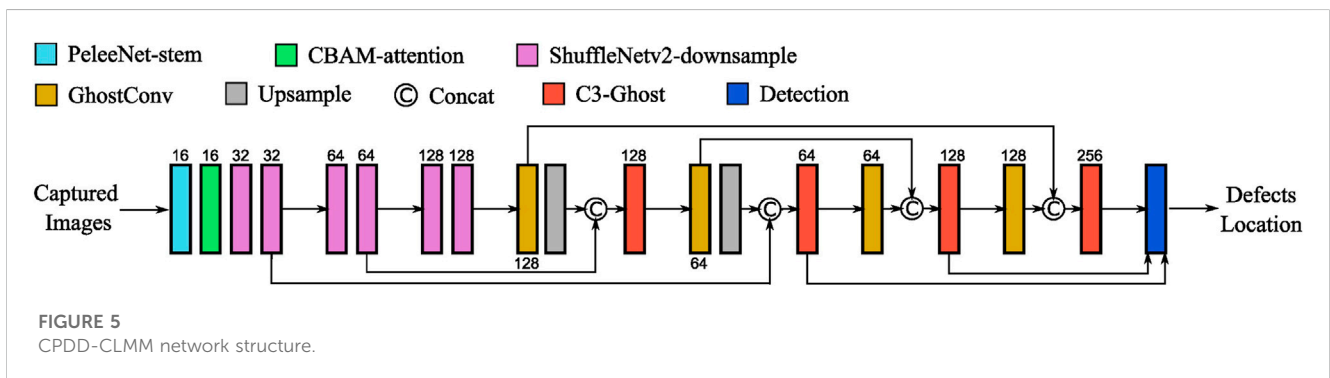 PeleeNet-stem CBAM-attention ShuffleNetv2-downsample
GhostConv Upsample © Concat C3-Ghost Detection
16 16 32 32 64 64 128 128 128 64 64 128 128 256
Captured
Images
© © © ©
Defects
Location
128 64
FIGURE 5
CPDD-CLMM network structure.